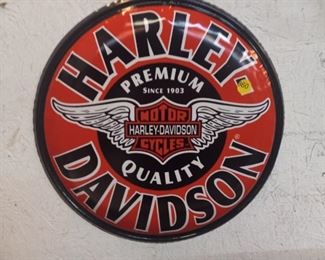 HARLEY
PREMIUM
SINCE 1903
MOTOR
HARLEY-DAVIDSON
CYCLES
QUALITY
DAVIDSON
®